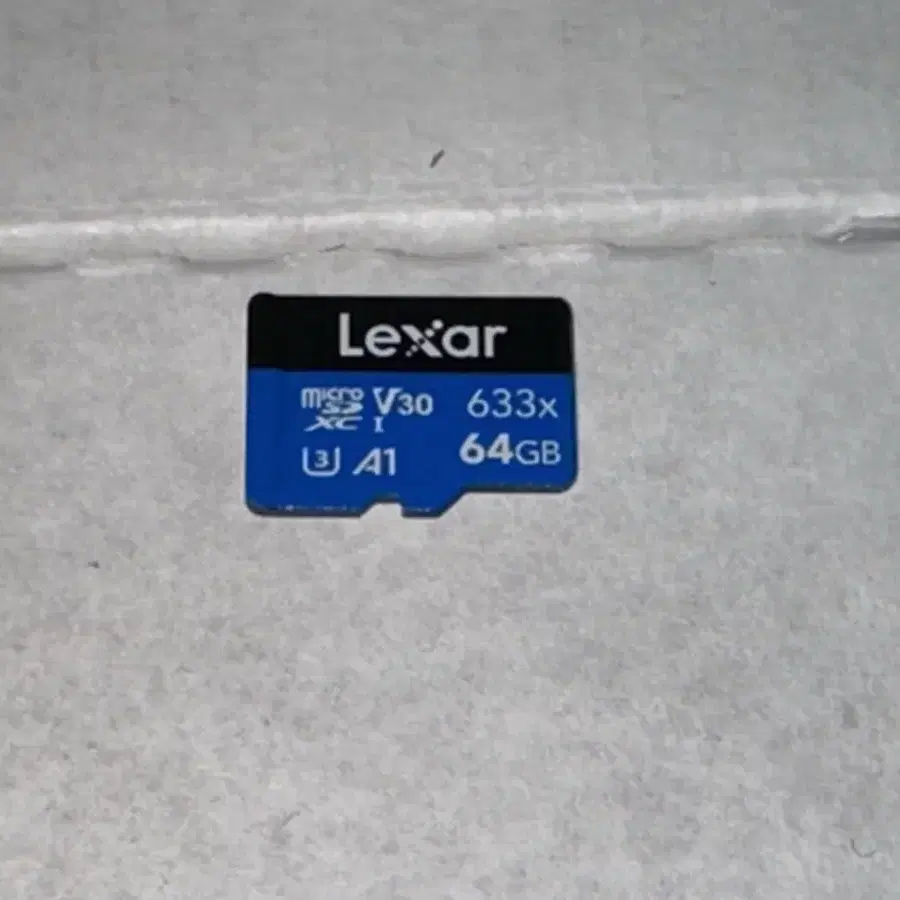 Lexar
micro SD XC I V30 633x
U3 A1 64GB